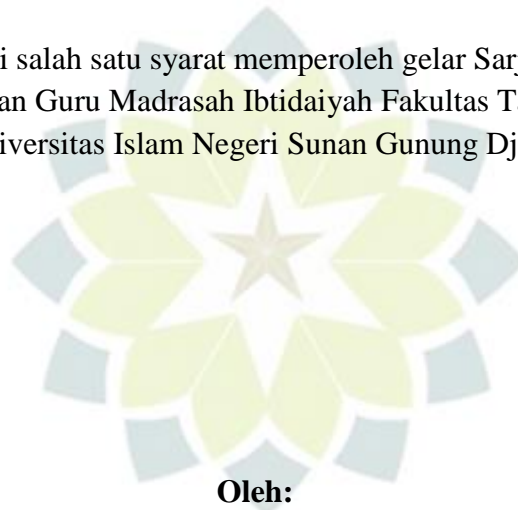 i salah satu syarat memperoleh gelar Sarj
an Guru Madrasah Ibtidaiyah Fakultas T
iversitas Islam Negeri Sunan Gunung Dj
Oleh: